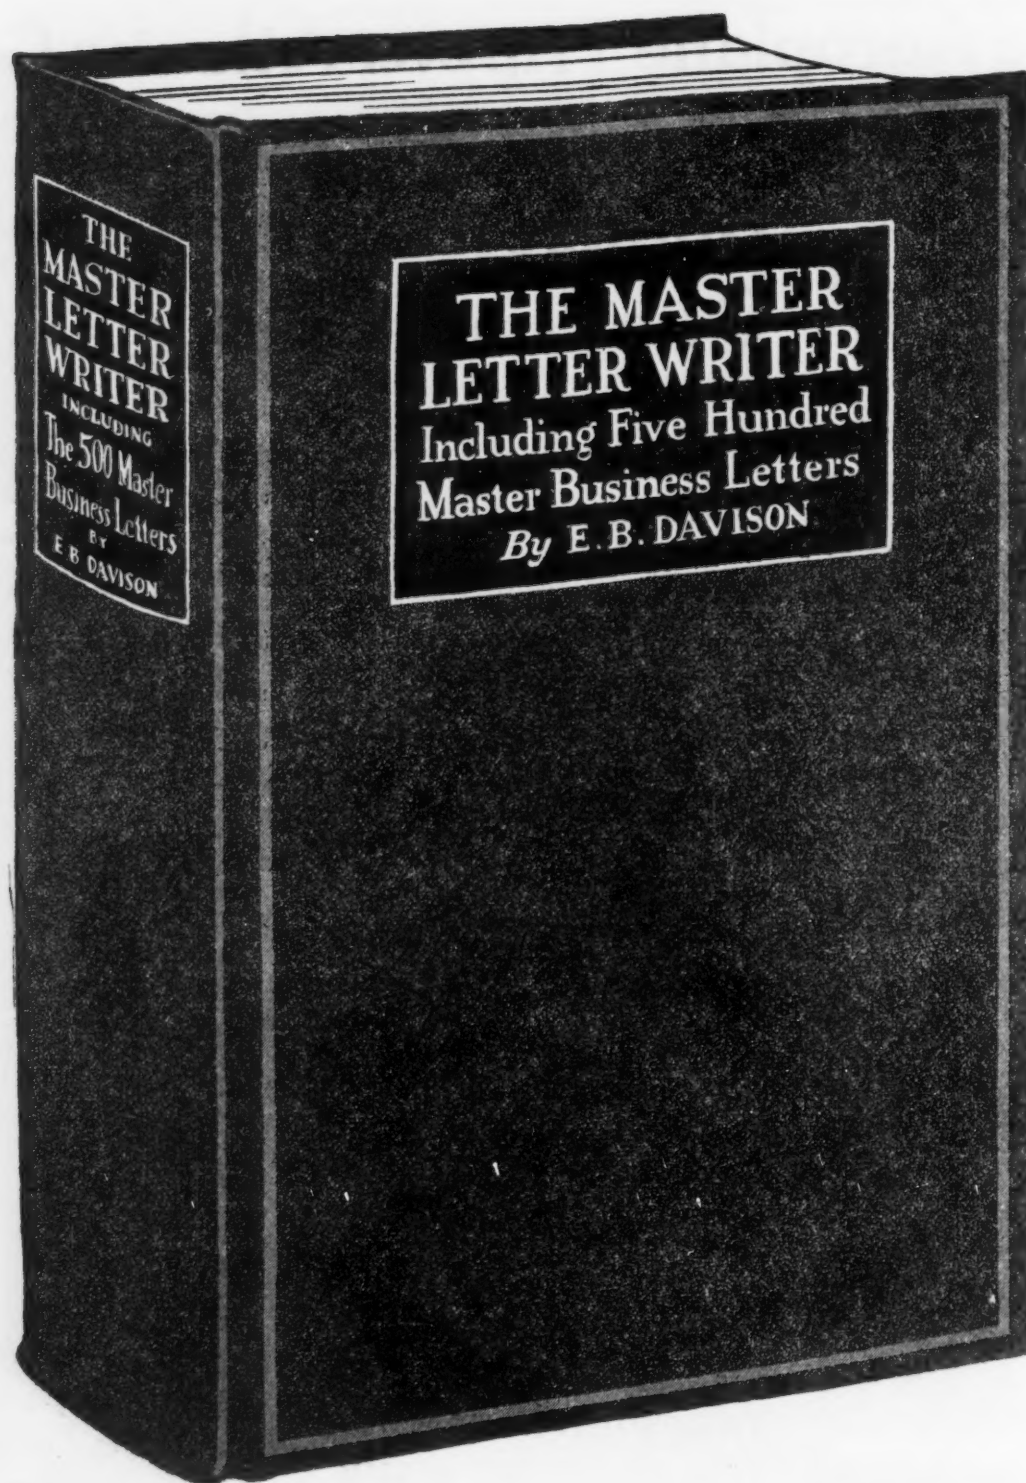 THE
MASTER
LETTER
WRITER
INCLUDING
The 500 Master
Business Letters
BY
E B DAVISON
THE MASTER
LETTER WRITER
Including Five Hundred
Master Business Letters
By E. B. DAVISON